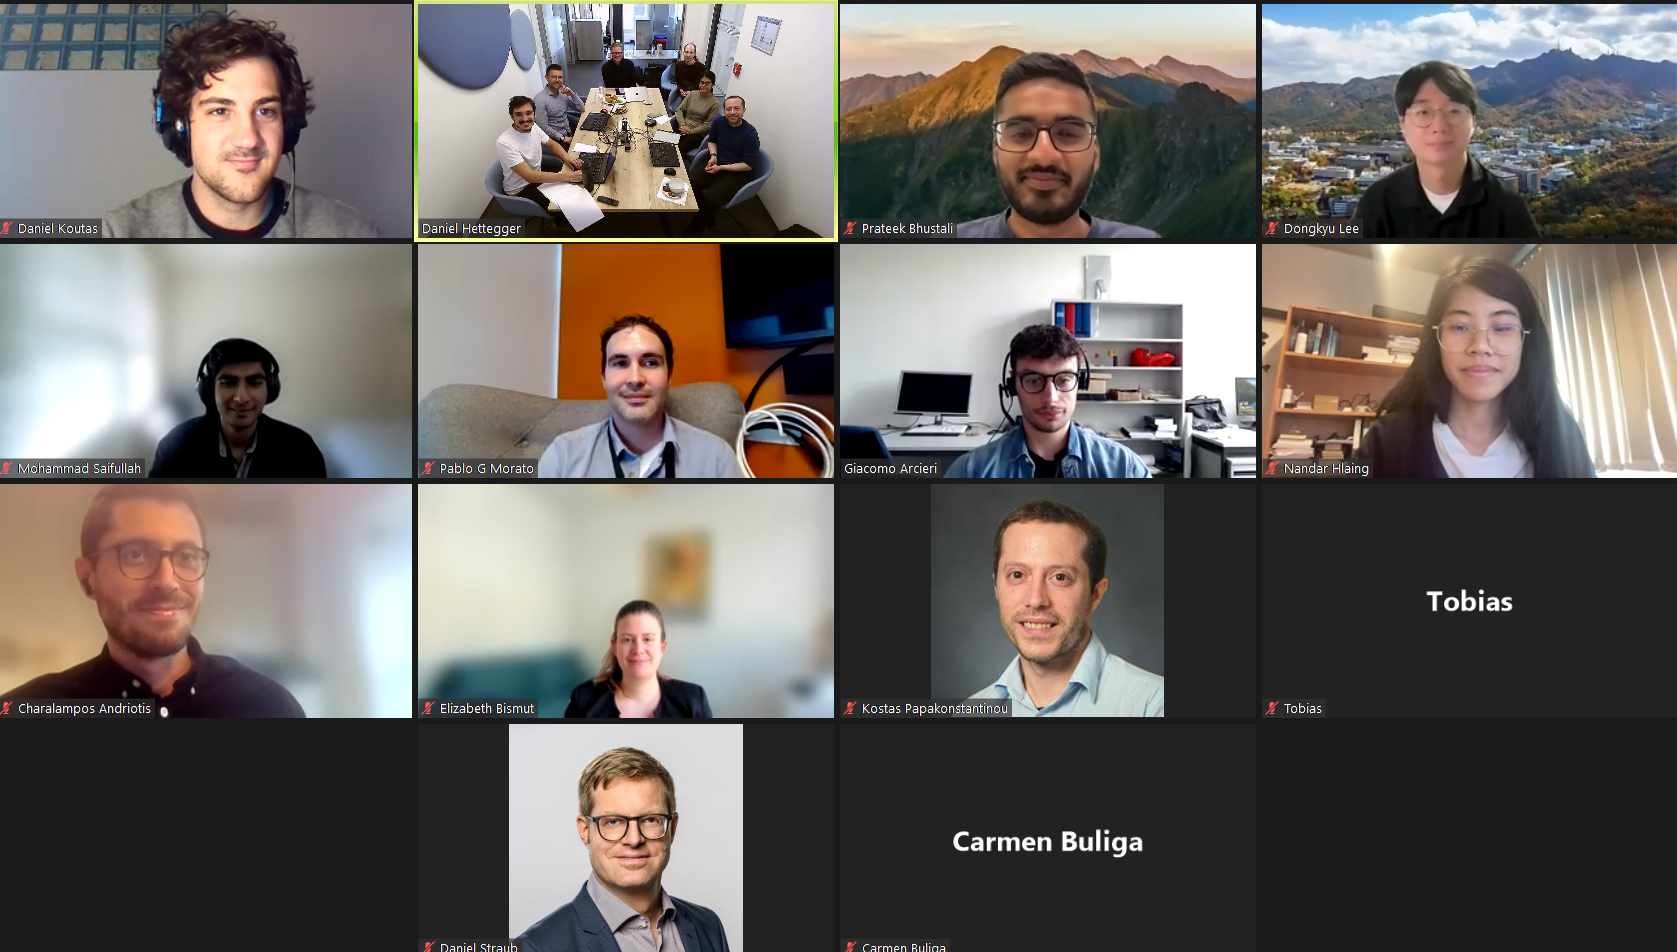 Daniel Koutas
Daniel Hettegger
Prateek Bhustali
Dongkyu Lee
Mohammad Saifullah
Pablo G Morato
Giacomo Arcieri
Nandar Hlaing
Charalampos Andriotis
Elizabeth Bismut
Kostas Papakonstantinou
Tobias
Tobias
Daniel Straub
Carmen Buliga
Carmen Buliga